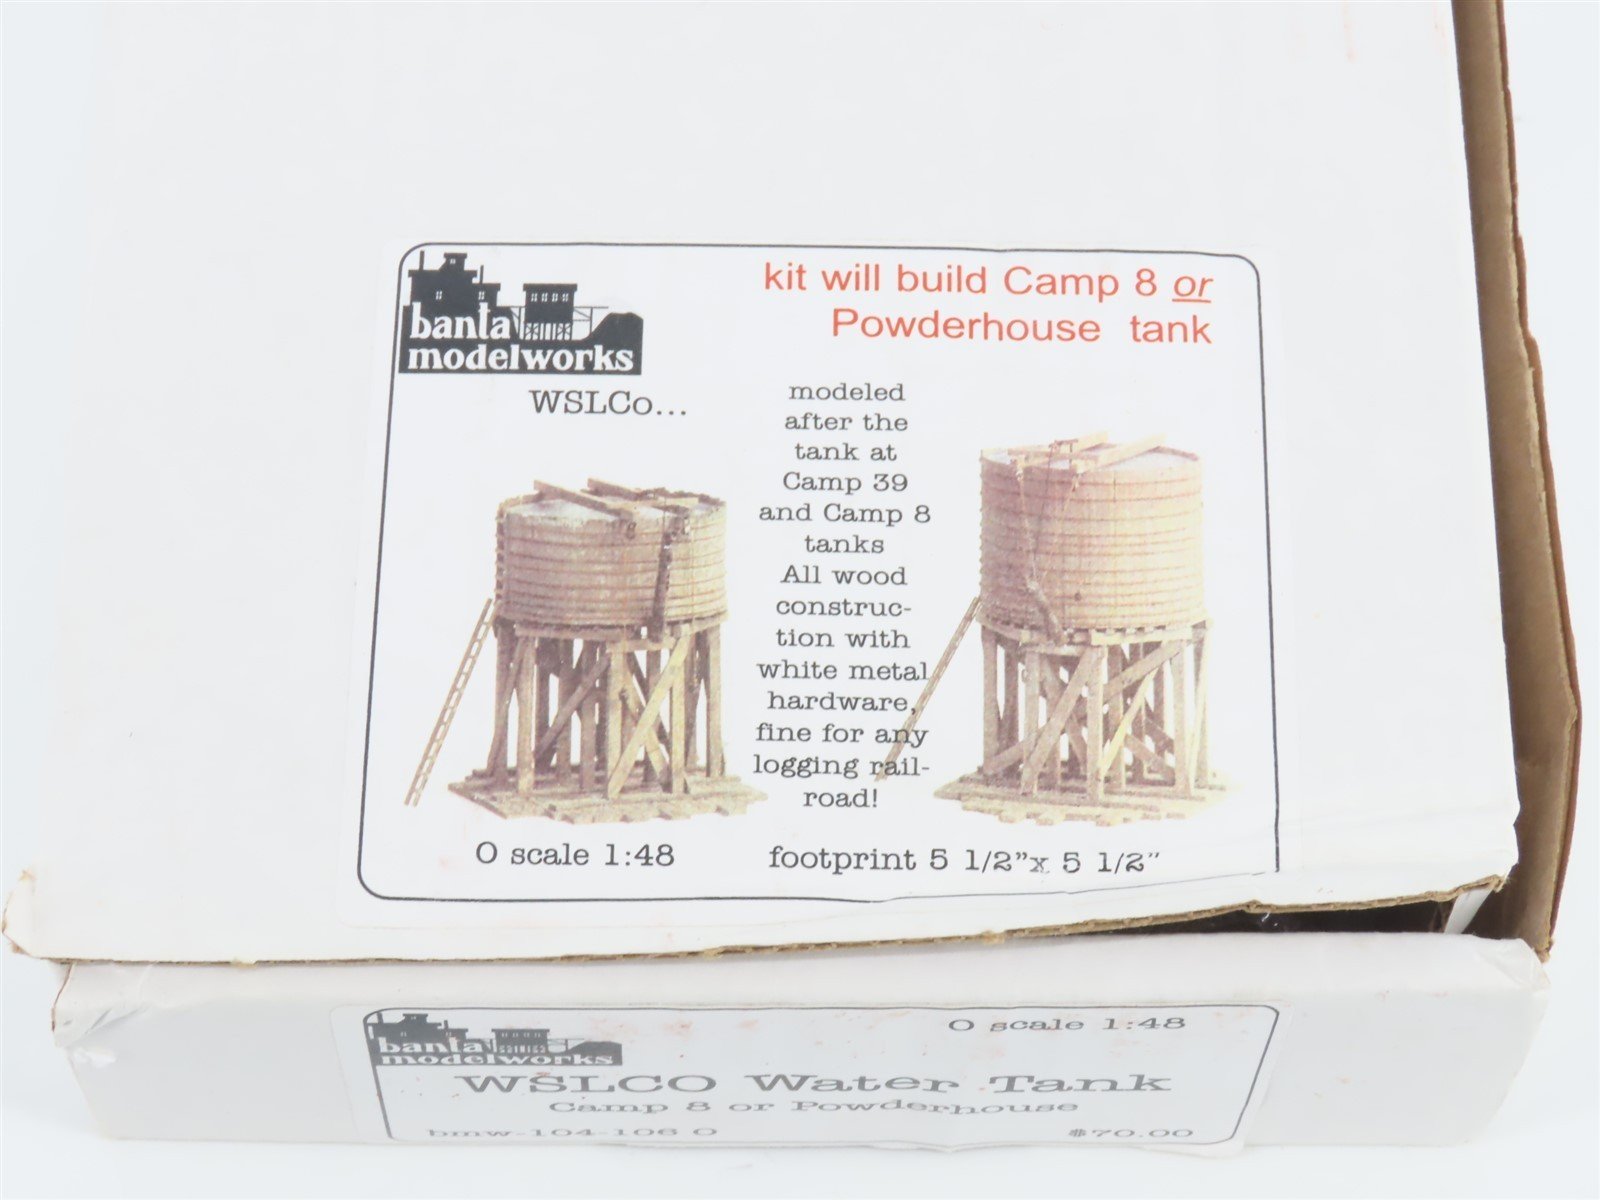 banta
modelworks
kit will build Camp 8 or
Powderhouse tank
WSLCo...
modeled
after the
tank at
Camp 39
and Camp 8
tanks
All wood
construc-
tion with
white metal
hardware,
fine for any
logging rail-
road!
O scale 1:48
footprint 5 1/2”x 5 1/2”
banta
modelworks
O scale 1:48
WSLCO Water Tank
Camp 8 or Powderhouse
bmw-104-106 O
$70.00